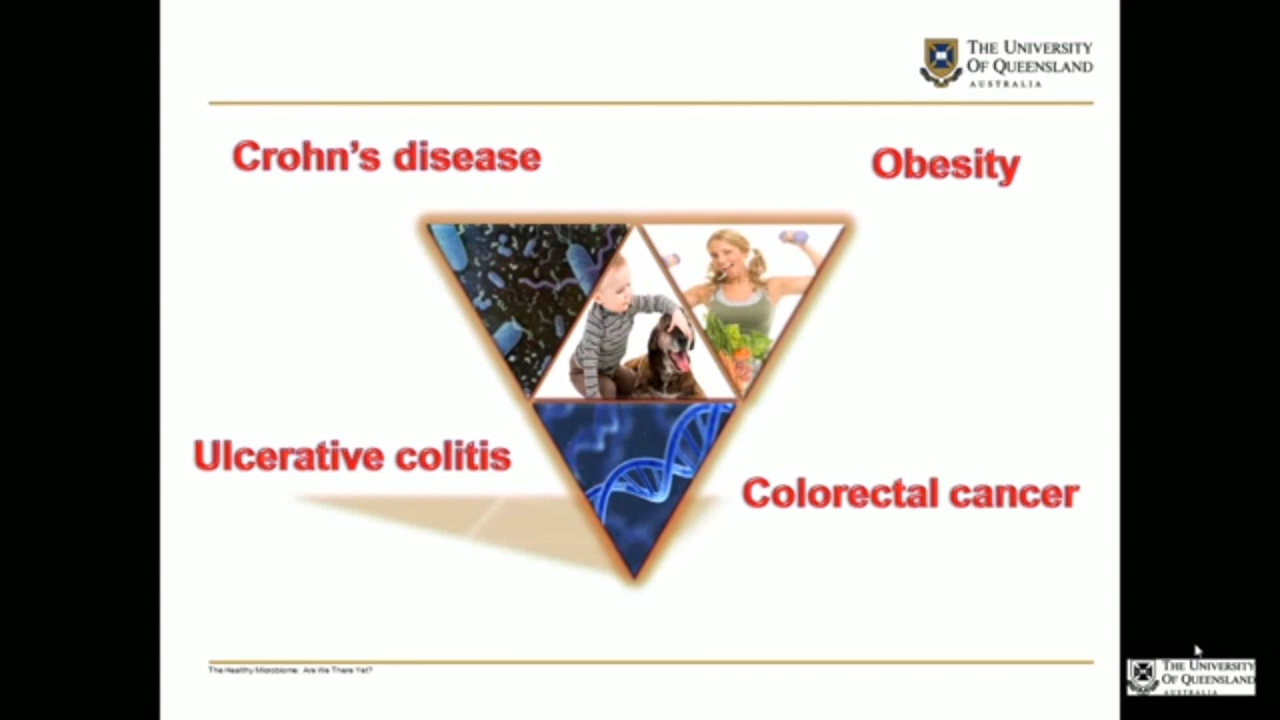 THE UNIVERSITY
OF QUEENSLAND
AUSTRALIA
Crohn's disease
Obesity
Ulcerative colitis
Colorectal cancer
The Healthy Microbiome: Are We There Yet?
THE UNIVERSITY
OF QUEENSLAND
AUSTRALIA